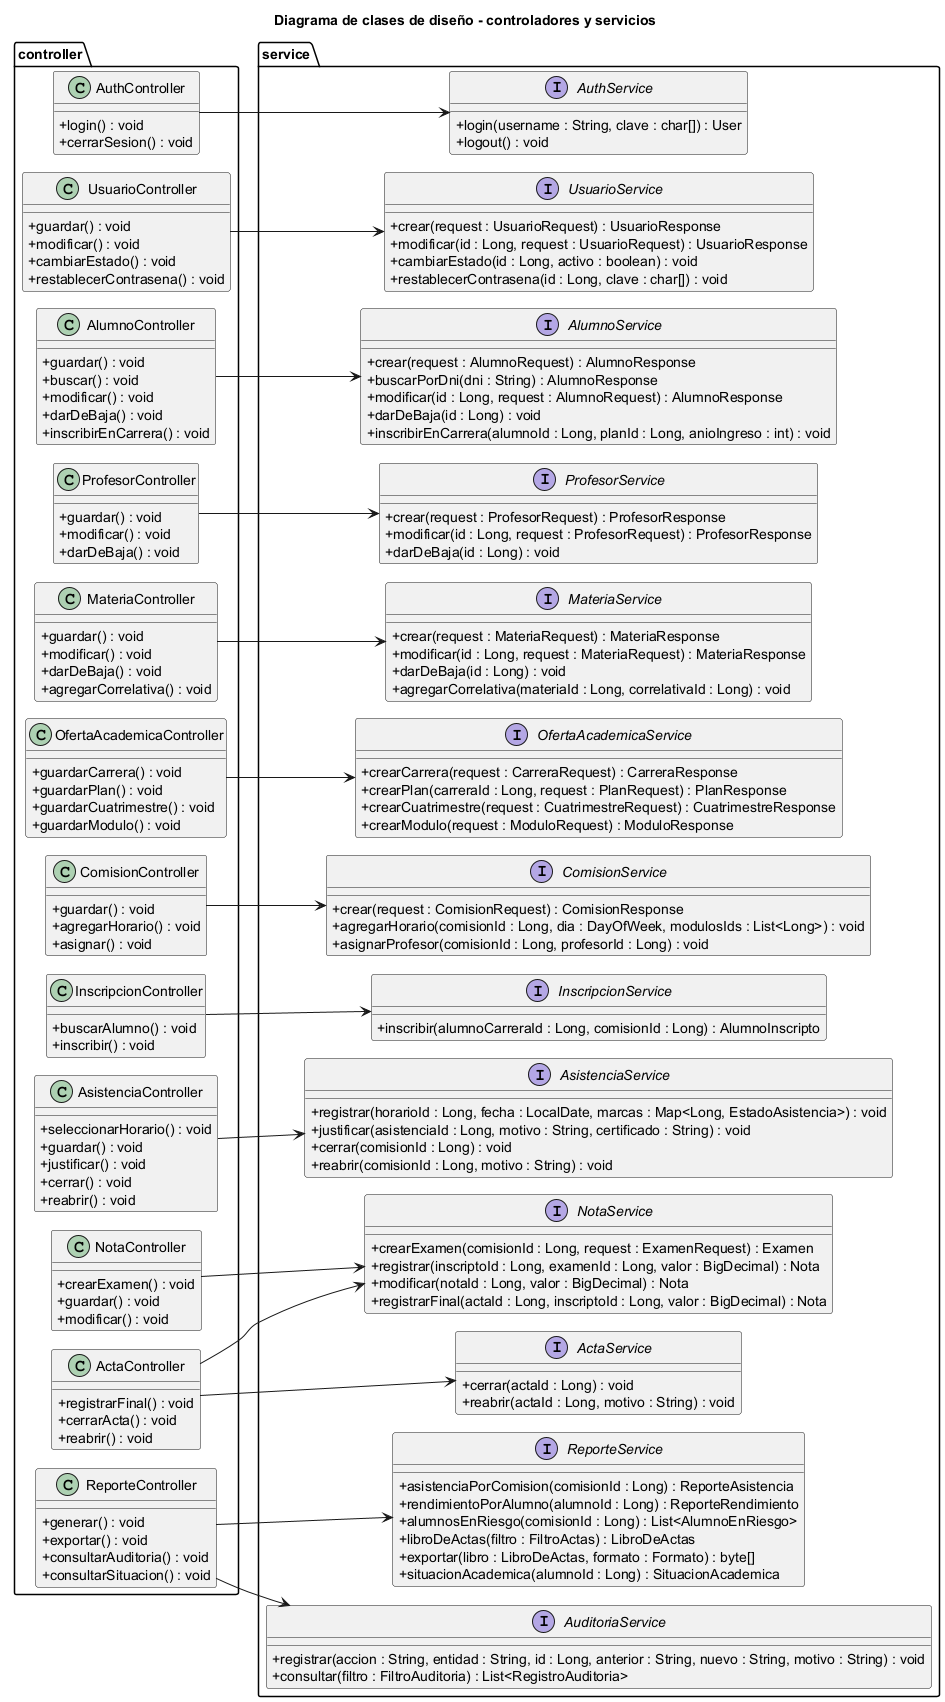 Diagrama de clases de diseño - controladores y servicios
controller
service
C AuthController
+login() : void
+cerrarSesion() : void
I AuthService
+login(username : String, clave : char[]) : User
+logout() : void
C UsuarioController
+guardar() : void
+modificar() : void
+cambiarEstado() : void
+restablecerContrasena() : void
I UsuarioService
+crear(request : UsuarioRequest) : UsuarioResponse
+modificar(id : Long, request : UsuarioRequest) : UsuarioResponse
+cambiarEstado(id : Long, activo : boolean) : void
+restablecerContrasena(id : Long, clave : char[]) : void
C AlumnoController
+guardar() : void
+buscar() : void
+modificar() : void
+darDeBaja() : void
+inscribirEnCarrera() : void
I AlumnoService
+crear(request : AlumnoRequest) : AlumnoResponse
+buscarPorDni(dni : String) : AlumnoResponse
+modificar(id : Long, request : AlumnoRequest) : AlumnoResponse
+darDeBaja(id : Long) : void
+inscribirEnCarrera(alumnoId : Long, planId : Long, anioIngreso : int) : void
C ProfesorController
+guardar() : void
+modificar() : void
+darDeBaja() : void
I ProfesorService
+crear(request : ProfesorRequest) : ProfesorResponse
+modificar(id : Long, request : ProfesorRequest) : ProfesorResponse
+darDeBaja(id : Long) : void
C MateriaController
+guardar() : void
+modificar() : void
+darDeBaja() : void
+agregarCorrelativa() : void
I MateriaService
+crear(request : MateriaRequest) : MateriaResponse
+modificar(id : Long, request : MateriaRequest) : MateriaResponse
+darDeBaja(id : Long) : void
+agregarCorrelativa(materiaId : Long, correlativaId : Long) : void
C OfertaAcademicaController
+guardarCarrera() : void
+guardarPlan() : void
+guardarCuatrimestre() : void
+guardarModulo() : void
I OfertaAcademicaService
+crearCarrera(request : CarreraRequest) : CarreraResponse
+crearPlan(carreraId : Long, request : PlanRequest) : PlanResponse
+crearCuatrimestre(request : CuatrimestreRequest) : CuatrimestreResponse
+crearModulo(request : ModuloRequest) : ModuloResponse
C ComisionController
+guardar() : void
+agregarHorario() : void
+asignar() : void
I ComisionService
+crear(request : ComisionRequest) : ComisionResponse
+agregarHorario(comisionId : Long, dia : DayOfWeek, modulosIds : List<Long>) : void
+asignarProfesor(comisionId : Long, profesorId : Long) : void
C InscripcionController
+buscarAlumno() : void
+inscribir() : void
I InscripcionService
+inscribir(alumnoCarreraId : Long, comisionId : Long) : AlumnoInscripto
C AsistenciaController
+seleccionarHorario() : void
+guardar() : void
+justificar() : void
+cerrar() : void
+reabrir() : void
I AsistenciaService
+registrar(horarioId : Long, fecha : LocalDate, marcas : Map<Long, EstadoAsistencia>) : void
+justificar(asistenciaId : Long, motivo : String, certificado : String) : void
+cerrar(comisionId : Long) : void
+reabrir(comisionId : Long, motivo : String) : void
C NotaController
+crearExamen() : void
+guardar() : void
+modificar() : void
I NotaService
+crearExamen(comisionId : Long, request : ExamenRequest) : Examen
+registrar(inscriptoId : Long, examenId : Long, valor : BigDecimal) : Nota
+modificar(notaId : Long, valor : BigDecimal) : Nota
+registrarFinal(actaId : Long, inscriptoId : Long, valor : BigDecimal) : Nota
C ActaController
+registrarFinal() : void
+cerrarActa() : void
+reabrir() : void
I ActaService
+cerrar(actaId : Long) : void
+reabrir(actaId : Long, motivo : String) : void
C ReporteController
+generar() : void
+exportar() : void
+consultarAuditoria() : void
+consultarSituacion() : void
I ReporteService
+asistenciaPorComision(comisionId : Long) : ReporteAsistencia
+rendimientoPorAlumno(alumnoId : Long) : ReporteRendimiento
+alumnosEnRiesgo(comisionId : Long) : List<AlumnoEnRiesgo>
+libroDeActas(filtro : FiltroActas) : LibroDeActas
+exportar(libro : LibroDeActas, formato : Formato) : byte[]
+situacionAcademica(alumnoId : Long) : SituacionAcademica
I AuditoriaService
+registrar(accion : String, entidad : String, id : Long, anterior : String, nuevo : String, motivo : String) : void
+consultar(filtro : FiltroAuditoria) : List<RegistroAuditoria>